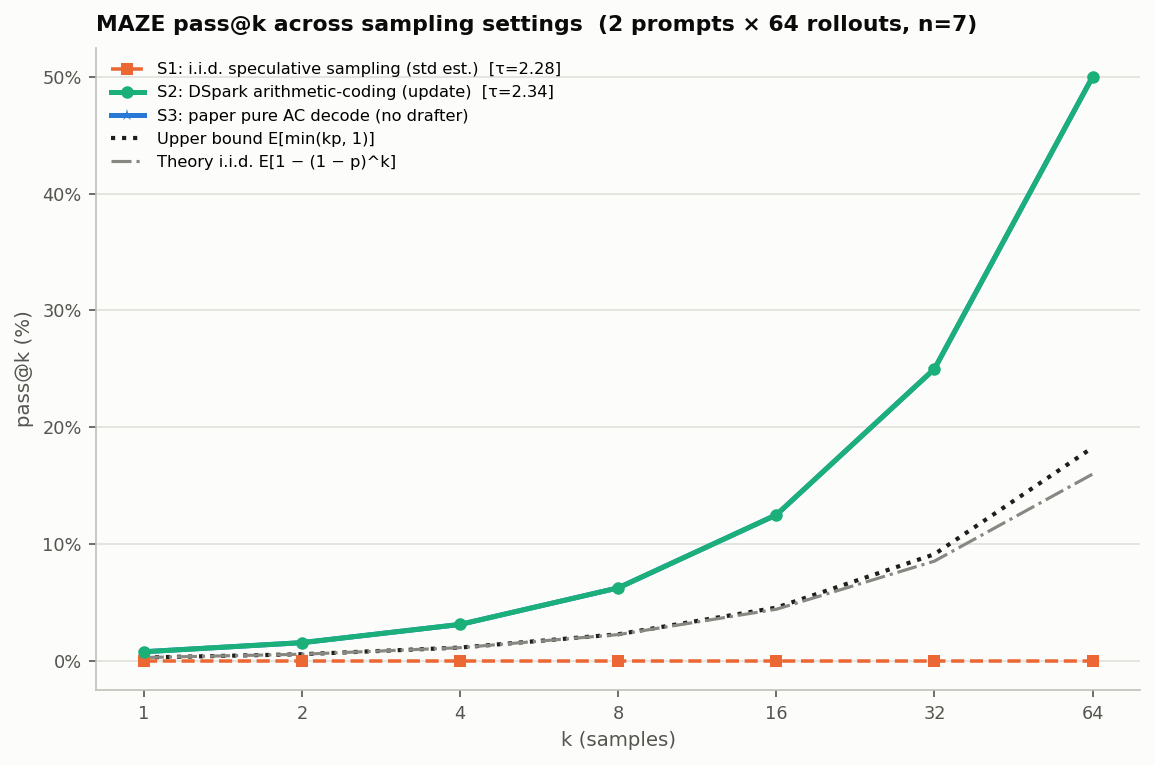 MAZE pass@k across sampling settings  (2 prompts × 64 rollouts, n=7)
S1: i.i.d. speculative sampling (std est.)  [τ=2.28]
S2: DSpark arithmetic-coding (update)  [τ=2.34]
S3: paper pure AC decode (no drafter)
Upper bound E[min(kp, 1)]
Theory i.i.d. E[1 − (1 − p)^k]
50%
40%
30%
20%
10%
0%
pass@k (%)
1 2 4 8 16 32 64
k (samples)